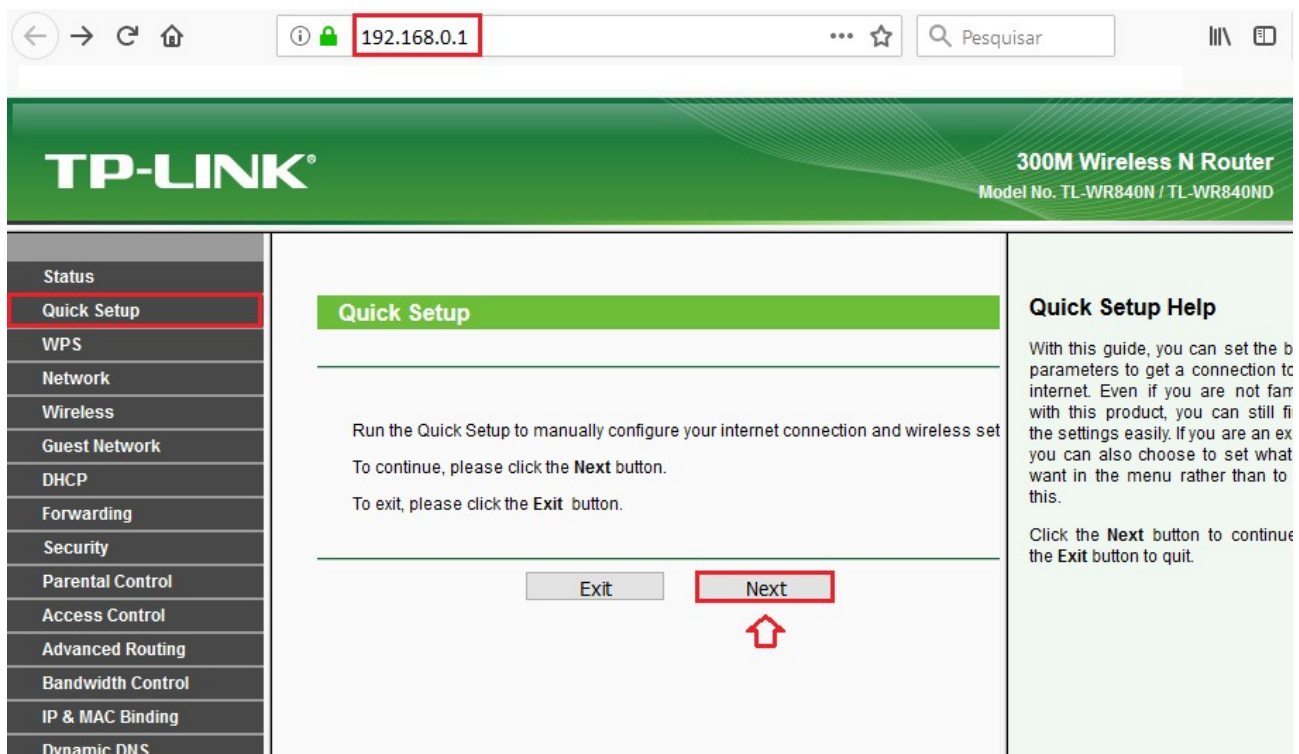 192.168.0.1
Pesquisar
TP-LINK®
300M Wireless N Router
Model No. TL-WR840N / TL-WR840ND
Status
Quick Setup
WPS
Network
Wireless
Guest Network
DHCP
Forwarding
Security
Parental Control
Access Control
Advanced Routing
Bandwidth Control
IP & MAC Binding
Dynamic DNS
Quick Setup
Run the Quick Setup to manually configure your internet connection and wireless set
To continue, please click the Next button.
To exit, please click the Exit button.
Exit
Next
Quick Setup Help
With this guide, you can set the b
parameters to get a connection to
internet. Even if you are not fam
with this product, you can still fi
the settings easily. If you are an ex
you can also choose to set what
want in the menu rather than to
this.
Click the Next button to continue
the Exit button to quit.